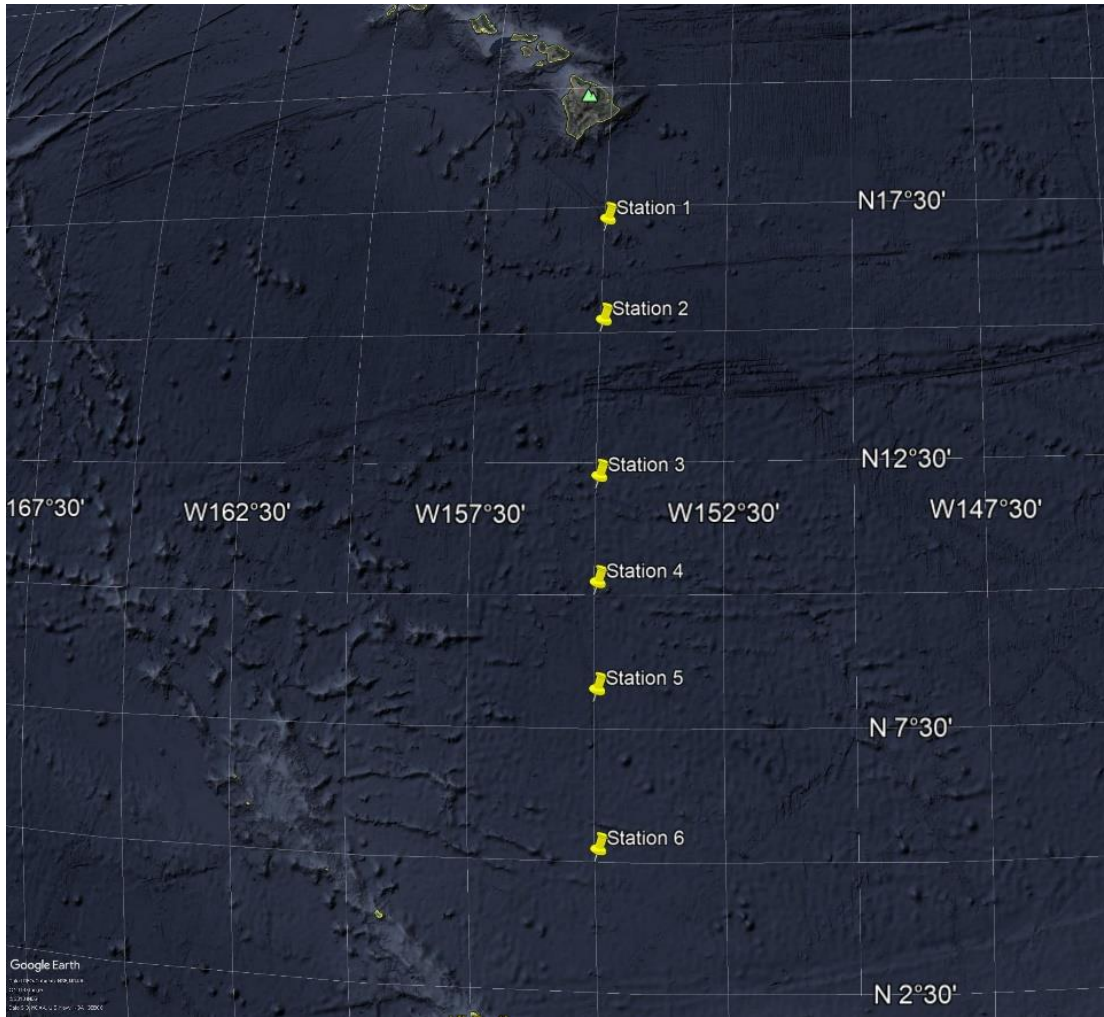 Station 1
N17°30'
Station 2
Station 3
N12°30'
167°30'
W162°30'
W157°30'
W152°30'
W147°30'
Station 4
Station 5
N 7°30'
Station 6
Google Earth
N 2°30'